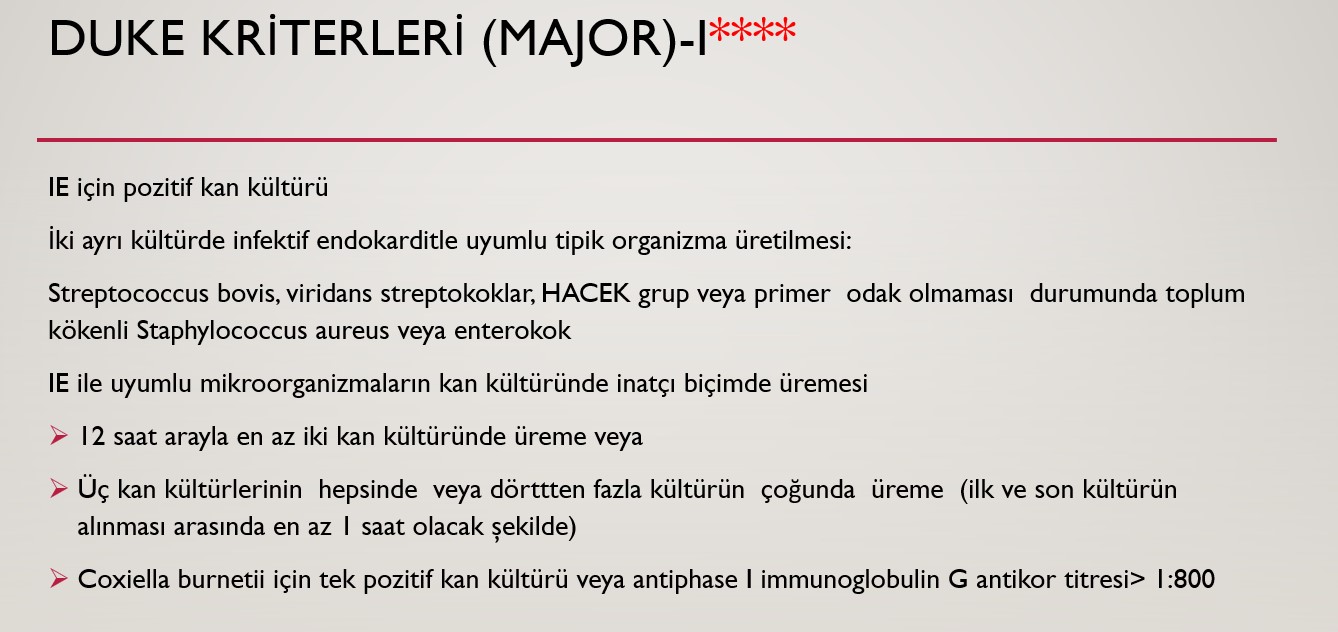 DUKE KRİTERLERİ (MAJOR)-I****
IE için pozitif kan kültürü
İki ayrı kültürde infektif endokarditle uyumlu tipik organizma üretilmesi:
Streptococcus bovis, viridans streptokoklar, HACEK grup veya primer odak olmaması durumunda toplum
kökenli Staphylococcus aureus veya enterokok
IE ile uyumlu mikroorganizmaların kan kültüründe inatçı biçimde üremesi
➢ 12 saat arayla en az iki kan kültüründe üreme veya
➢ Üç kan kültürlerinin hepsinde veya dörtttten fazla kültürün çoğunda üreme (ilk ve son kültürün
alınması arasında en az 1 saat olacak şekilde)
➢ Coxiella burnetii için tek pozitif kan kültürü veya antiphase I immunoglobulin G antikor titresi> 1:800